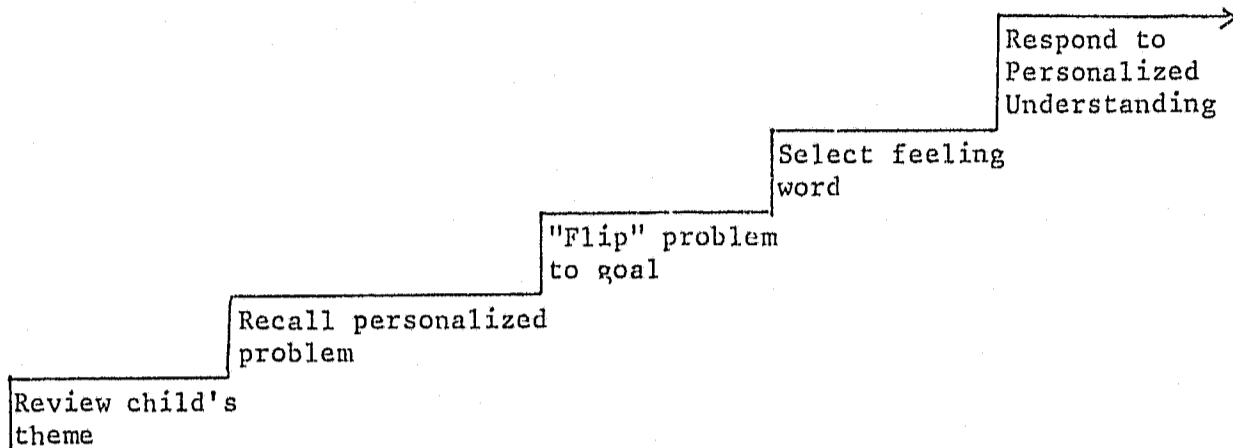 Respond to
Personalized
Understanding
Select feeling
word
"Flip" problem
to goal
Recall personalized
problem
Review child's
theme